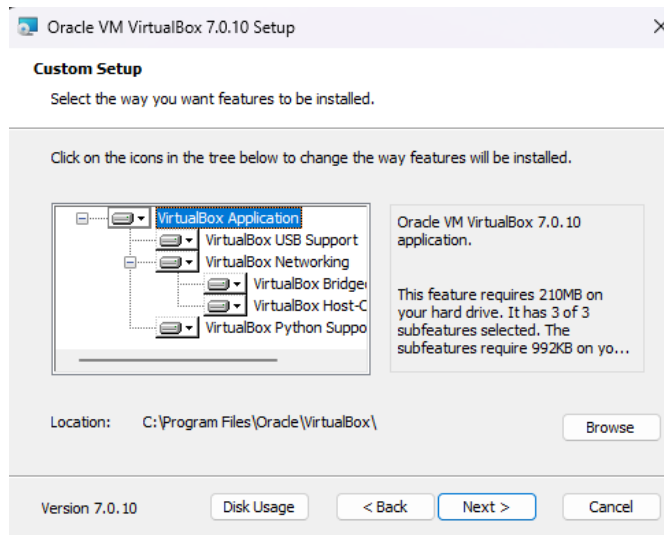 Oracle VM VirtualBox 7.0.10 Setup
Custom Setup
Select the way you want features to be installed.
Click on the icons in the tree below to change the way features will be installed.
VirtualBox Application
VirtualBox USB Support
VirtualBox Networking
VirtualBox Bridge
VirtualBox Host-C
VirtualBox Python Suppo
Oracle VM VirtualBox 7.0.10
application.
This feature requires 210MB on
your hard drive. It has 3 of 3
subfeatures selected. The
subfeatures require 992KB on yo...
Location: C:\Program Files\Oracle\VirtualBox\
Browse
Version 7.0.10
Disk Usage
< Back
Next >
Cancel